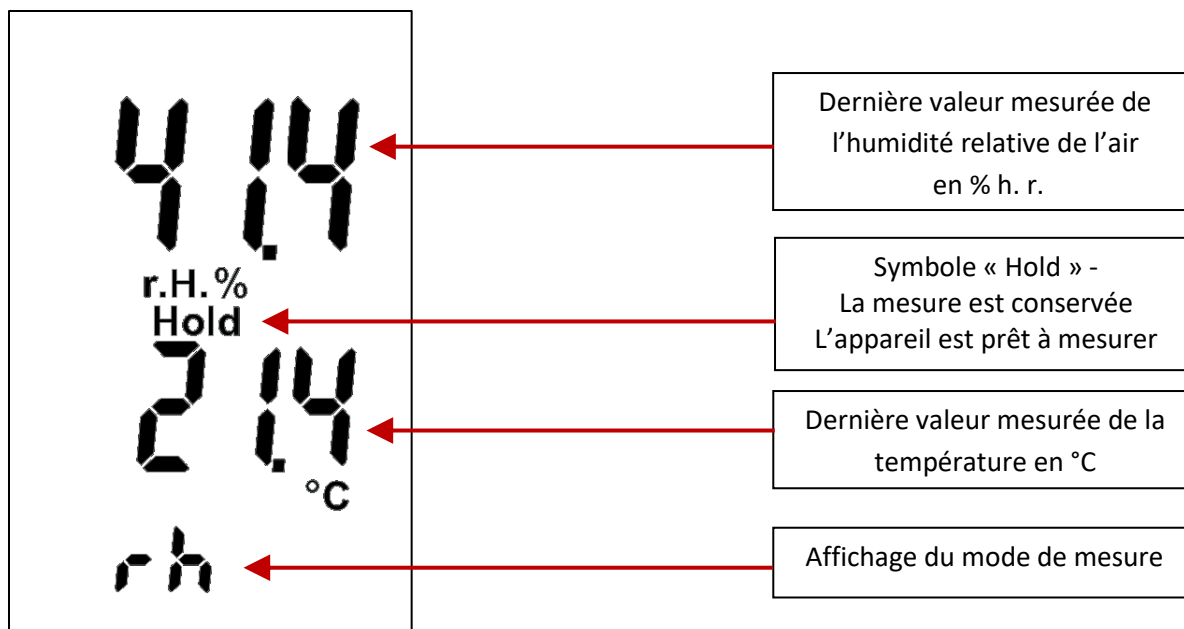 41.4
Dernière valeur mesurée de
l’humidité relative de l’air
en % h. r.
r.H.%
Hold
Symbole « Hold » -
La mesure est conservée
L’appareil est prêt à mesurer
21.4
°C
Dernière valeur mesurée de la
température en °C
rh
Affichage du mode de mesure